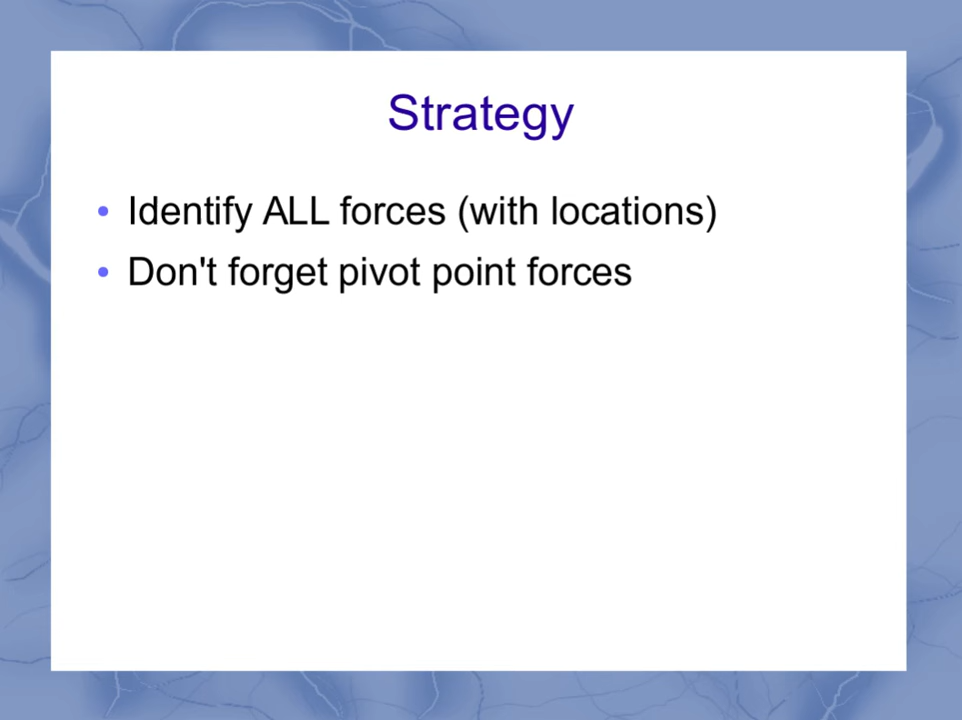 Strategy
• Identify ALL forces (with locations)
• Don't forget pivot point forces